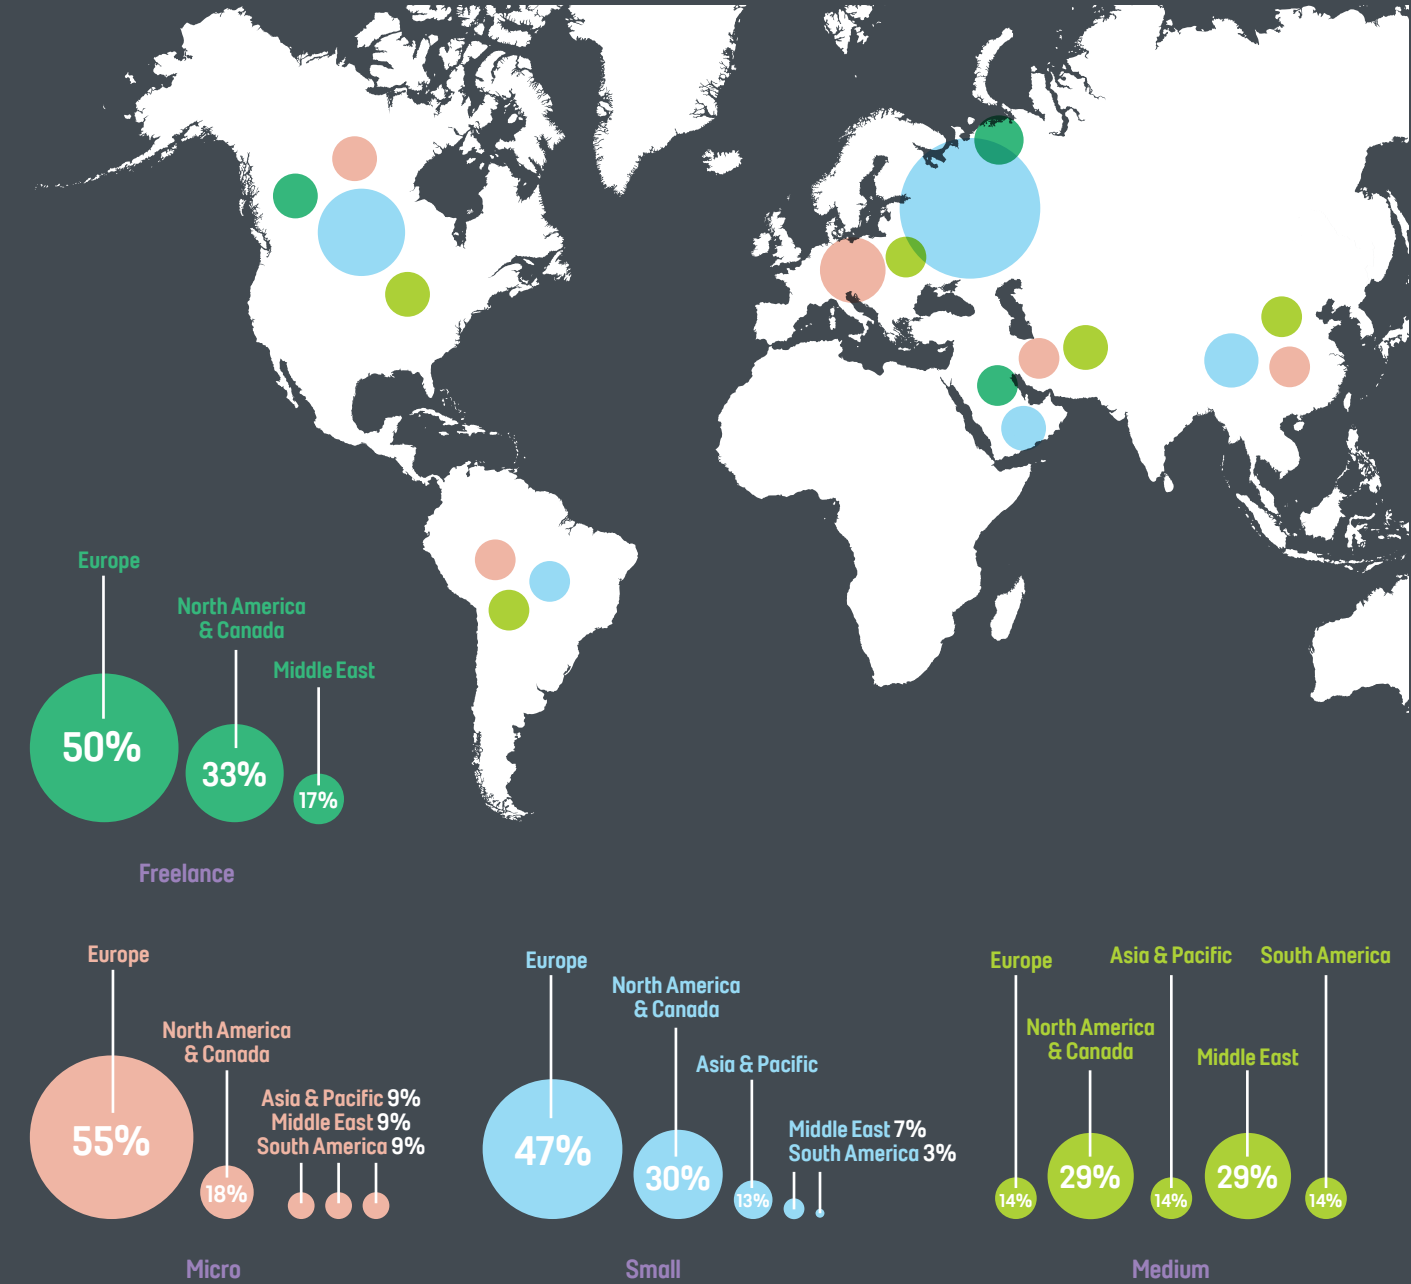 Europe
North America
& Canada
Middle East
50%
33%
17%
Freelance
Europe
North America
& Canada
Asia & Pacific 9%
Middle East 9%
South America 9%
55%
18%
Micro
Europe
North America
& Canada
Asia & Pacific
Middle East 7%
South America 3%
47%
30%
13%
Small
Europe
Asia & Pacific
South America
North America
& Canada
Middle East
14%
29%
14%
29%
14%
Medium